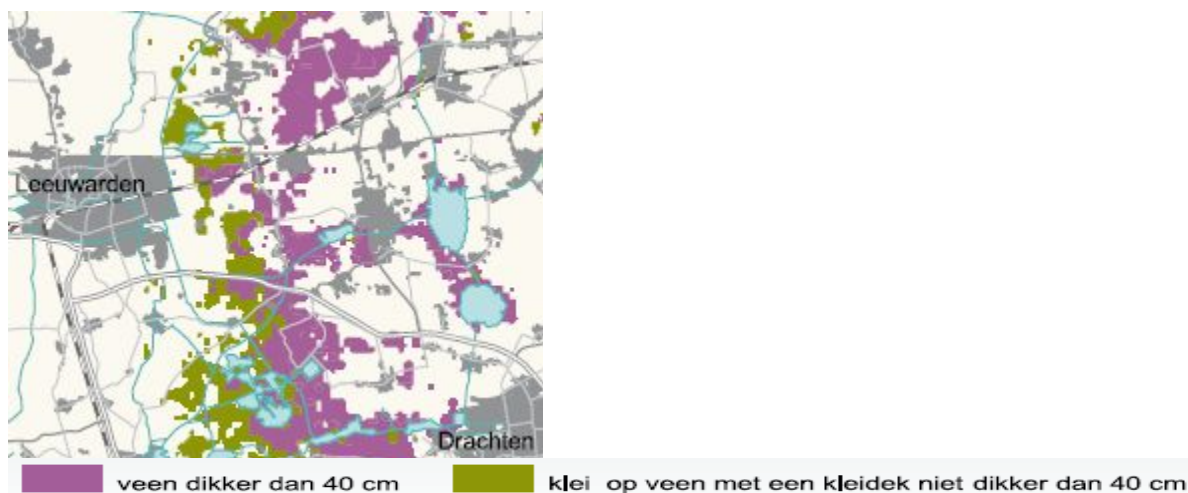 Leeuwarden
Drachten
veen dikker dan 40 cm
klei op veen met een kleidek niet dikker dan 40 cm